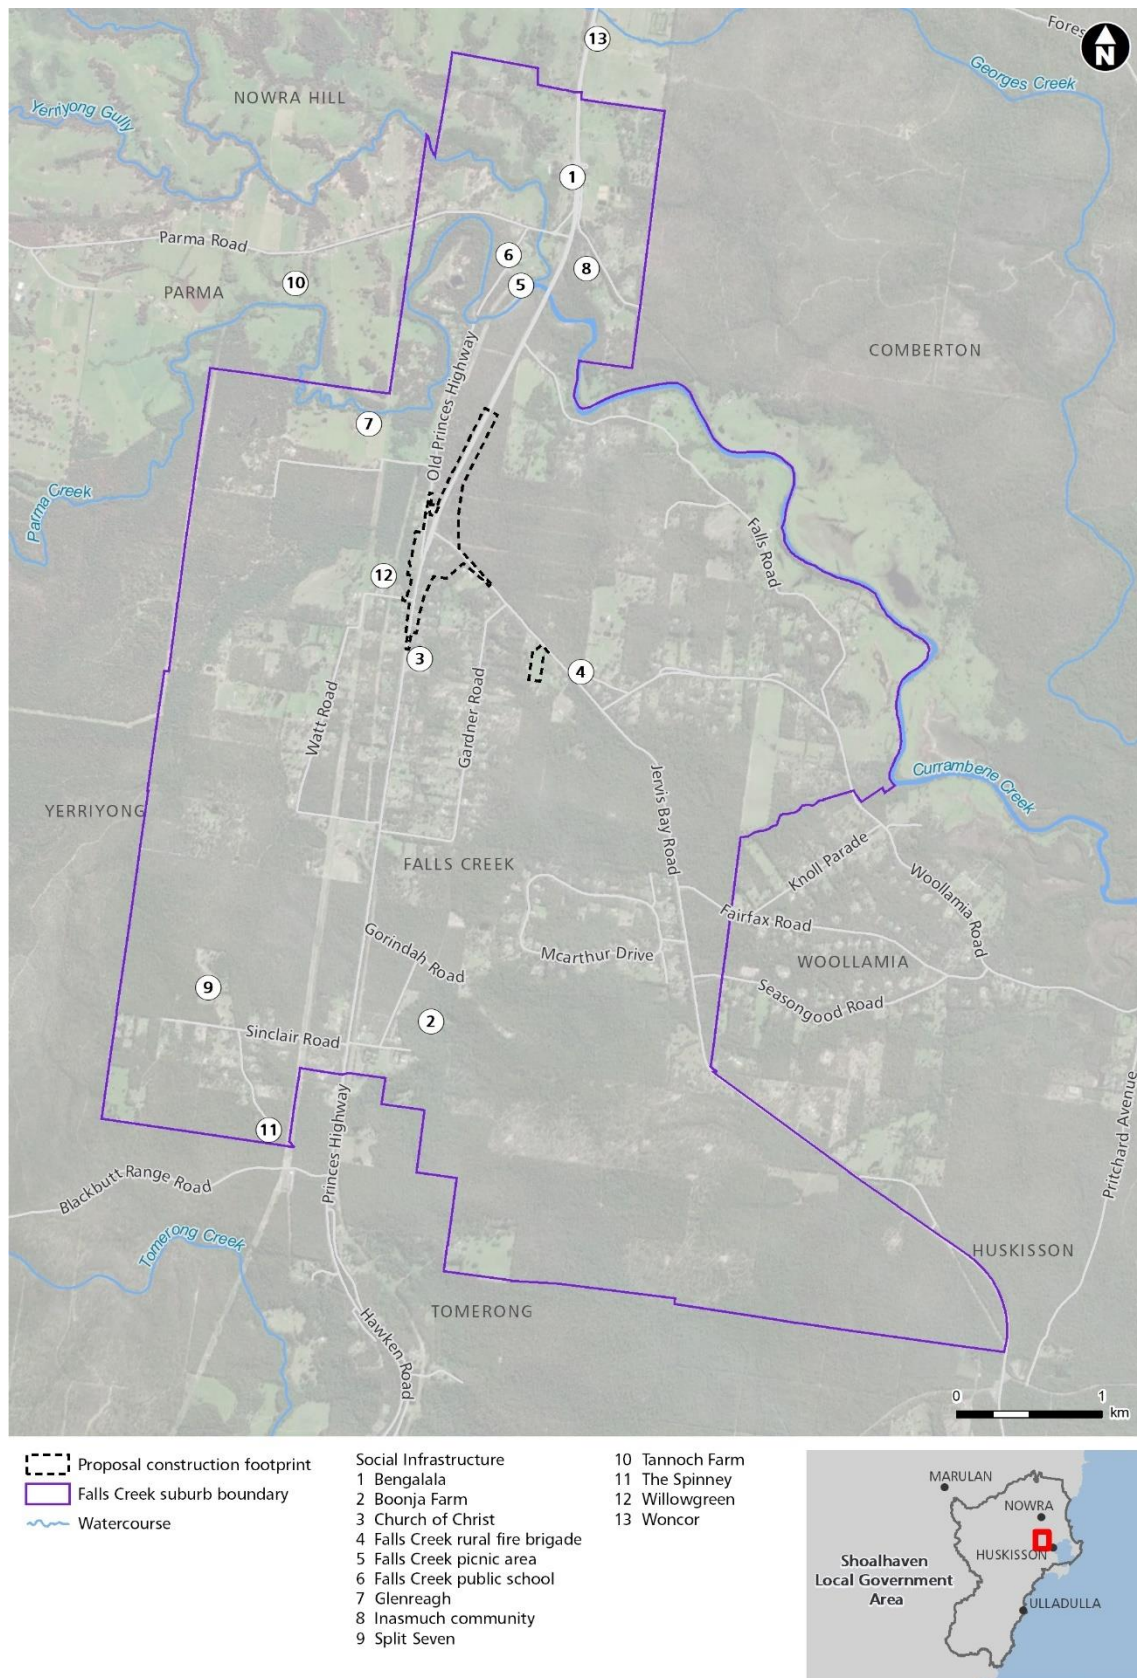 13
Fores
N
Georges Creek
NOWRA HILL
Yerriyong Gully
1
Parma Road
6
8
5
10
PARMA
COMBERTON
Old Princes Highway
7
Parma Creek
Falls Road
12
3
4
Watt Road
Gardner Road
Jervis Bay Road
Currambene Creek
YERRIYONG
FALLS CREEK
Knoll Parade
Woollamia Road
Fairfax Road
Gorindah Road
Mcarthur Drive
WOOLLAMIA
Seasongood Road
9
2
Sinclair Road
Princes Highway
11
Pritchard Avenue
Blackbutt Range Road
Tomerong Creek
HUSKISSON
TOMERONG
Hawken Road
0 1
km
Proposal construction footprint
Falls Creek suburb boundary
Watercourse
Social Infrastructure
1 Bengalala
2 Boonja Farm
3 Church of Christ
4 Falls Creek rural fire brigade
5 Falls Creek picnic area
6 Falls Creek public school
7 Glenreagh
8 Inasmuch community
9 Split Seven
10 Tannoch Farm
11 The Spinney
12 Willowgreen
13 Woncor
MARULAN
NOWRA
HUSKISSON
Shoalhaven
Local Government
Area
ULLADULLA